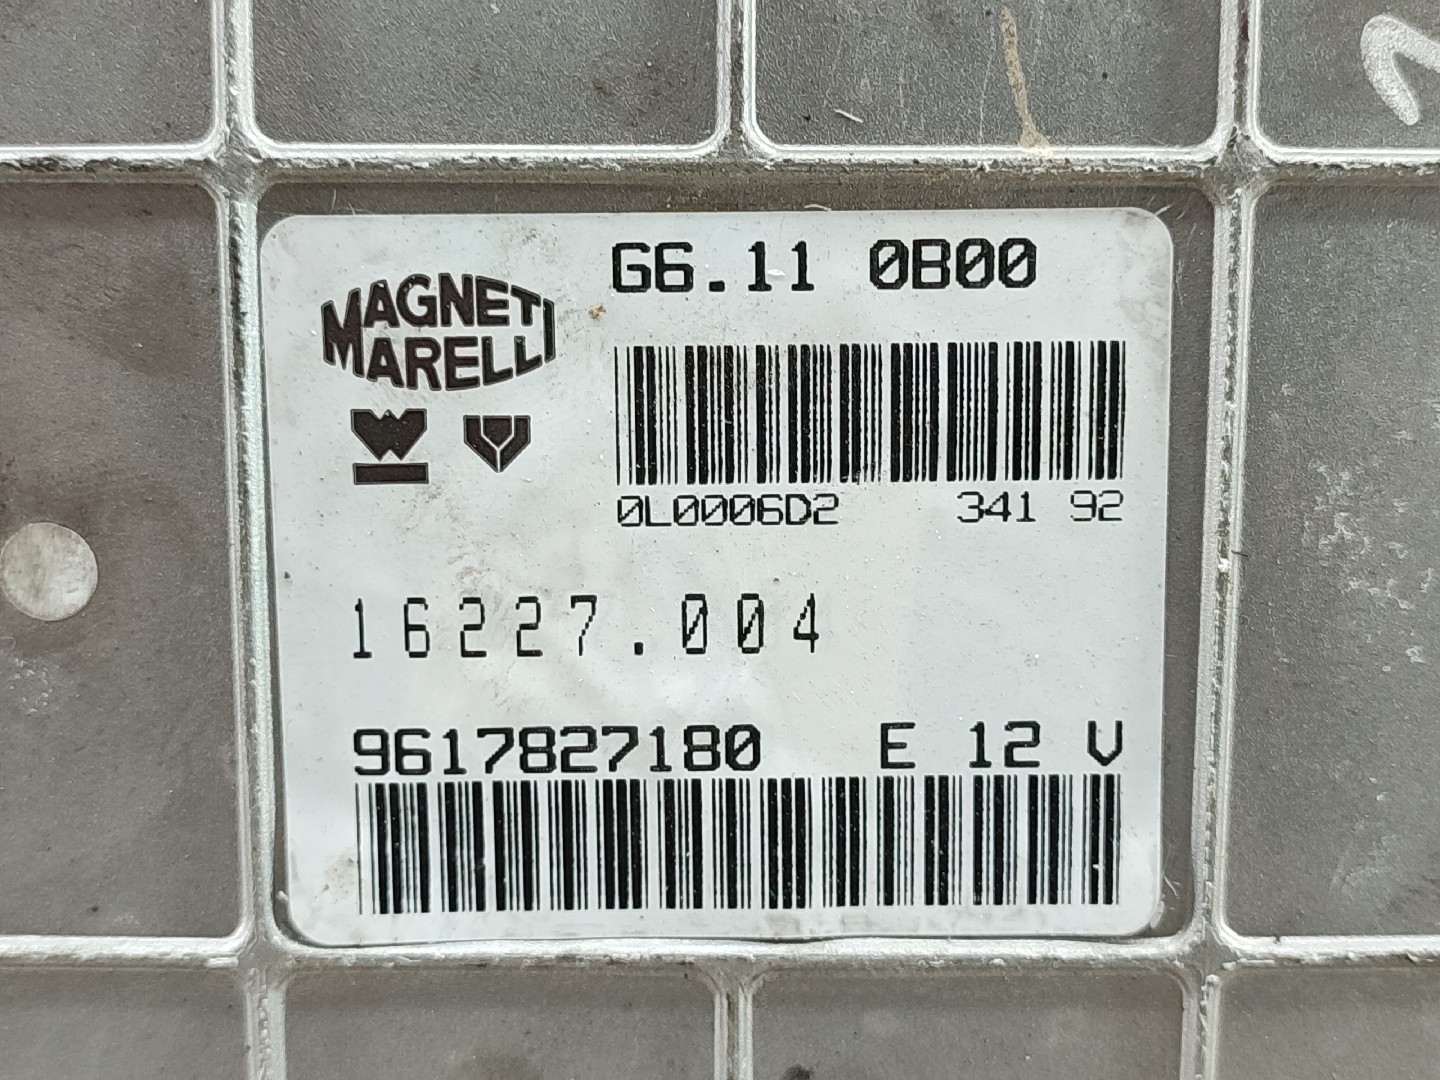 G6.11 0B00
MAGNETI
MARELLI
0L0006D2 341 92
16227.004
9617827180 E 12 V